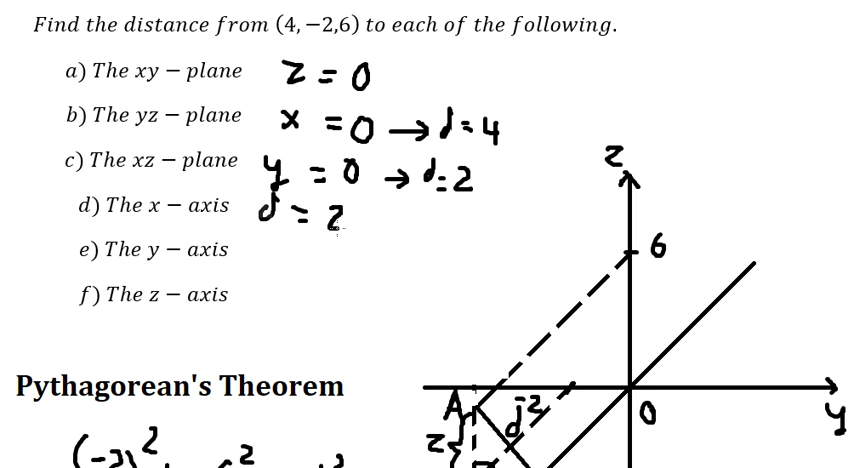 Find the distance from (4, −2,6) to each of the following.
a) The xy − plane z = 0
b) The yz − plane x = 0 → d = 4
c) The xz − plane y = 0 → d = 2
d) The x − axis d = 2
e) The y − axis
f) The z − axis
z
6
Pythagorean's Theorem
A
-2
0
y
d
z
(-2)²
2